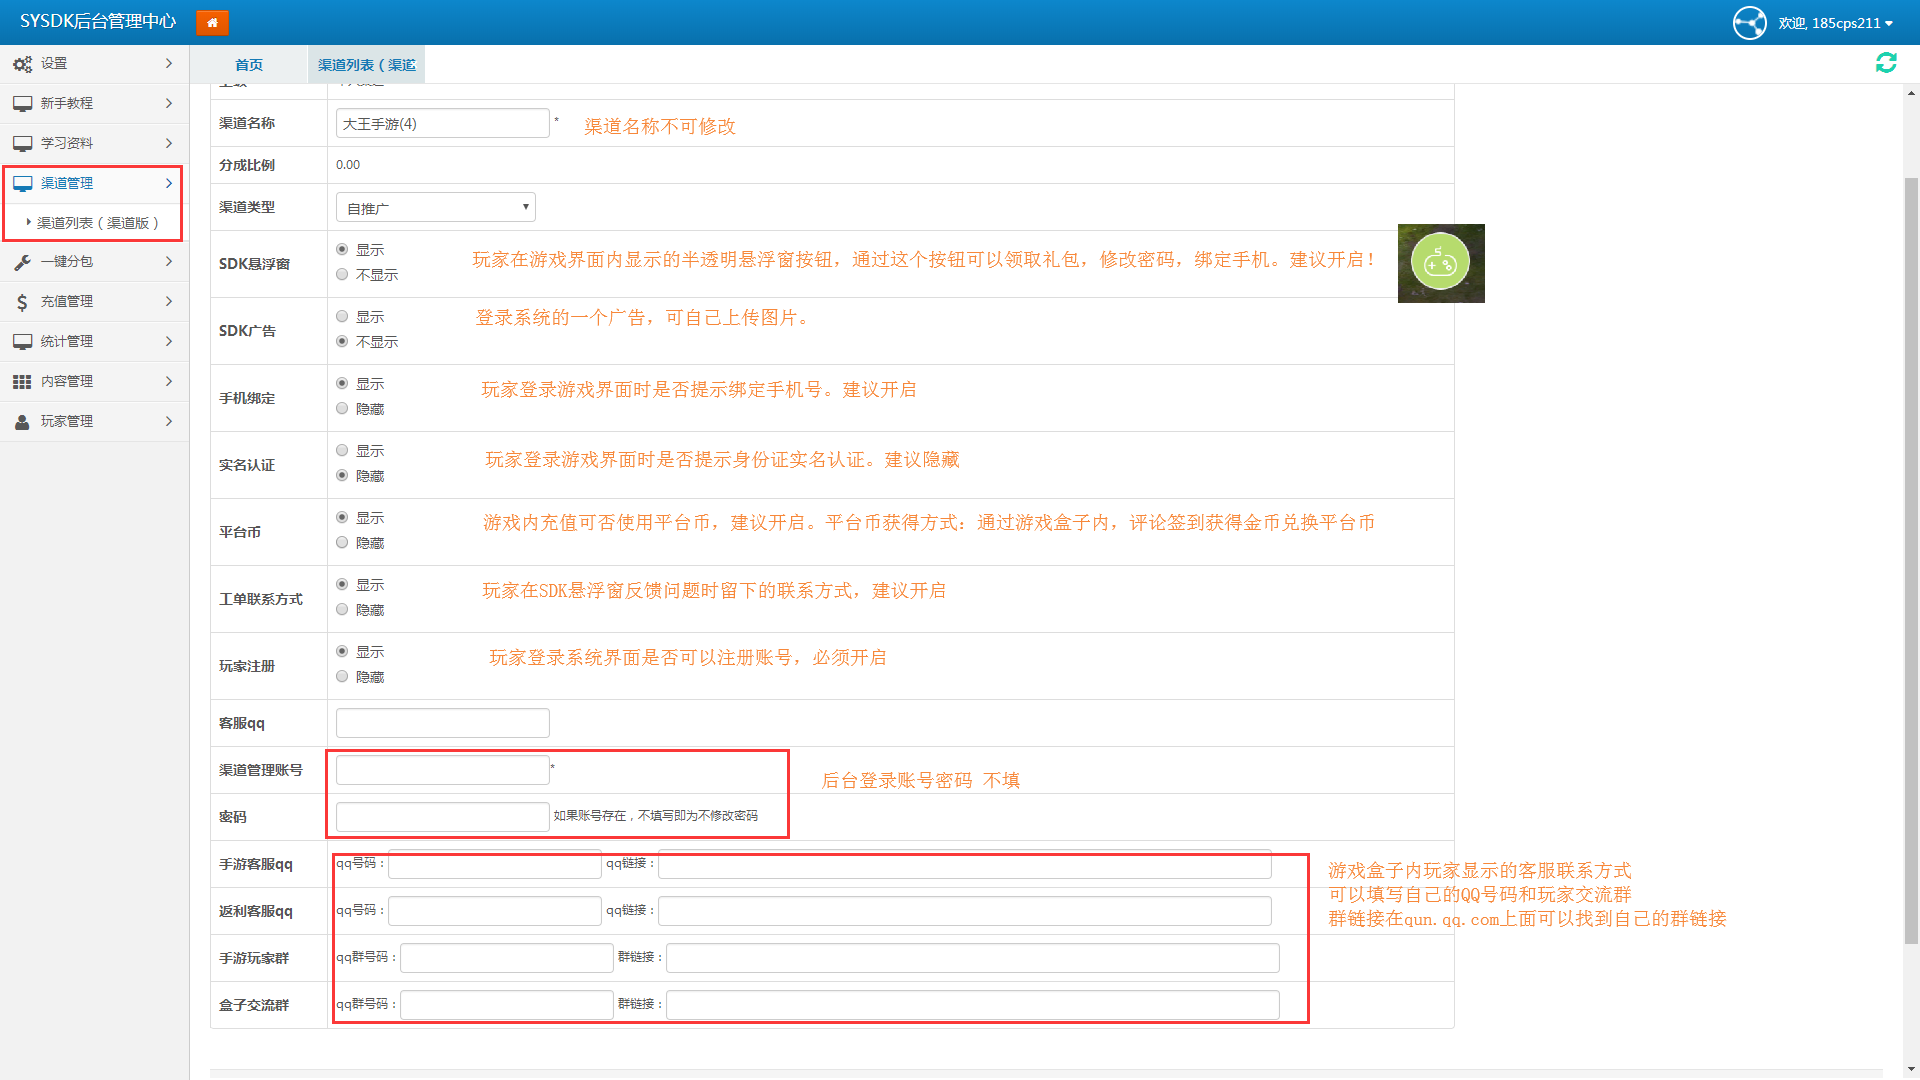 SYSDK后台管理中心
欢迎, 185cps211
设置
新手教程
学习资料
渠道管理
渠道列表（渠道版）
一键分包
充值管理
统计管理
内容管理
玩家管理
首页
渠道列表（渠道
渠道名称 大王手游(4) * 渠道名称不可修改
分成比例 0.00
渠道类型 自推广
SDK悬浮窗 显示
不显示
玩家在游戏界面内显示的半透明悬浮窗按钮，通过这个按钮可以领取礼包，修改密码，绑定手机。建议开启！
SDK广告 显示
不显示
登录系统的一个广告，可自己上传图片。
手机绑定 显示
隐藏
玩家登录游戏界面时是否提示绑定手机号。建议开启
实名认证 显示
隐藏
玩家登录游戏界面时是否提示身份证实名认证。建议隐藏
平台币 显示
隐藏
游戏内充值可否使用平台币，建议开启。平台币获得方式：通过游戏盒子内，评论签到获得金币兑换平台币
工单联系方式 显示
隐藏
玩家在SDK悬浮窗反馈问题时留下的联系方式，建议开启
玩家注册 显示
隐藏
玩家登录系统界面是否可以注册账号，必须开启
客服qq
渠道管理账号 *
后台登录账号密码 不填
密码 如果账号存在，不填写即为不修改密码
手游客服qq qq号码： qq链接：
返利客服qq qq号码： qq链接：
手游玩家群 qq群号码： 群链接：
盒子交流群 qq群号码： 群链接：
游戏盒子内玩家显示的客服联系方式
可以填写自己的QQ号码和玩家交流群
群链接在qun.qq.com上面可以找到自己的群链接